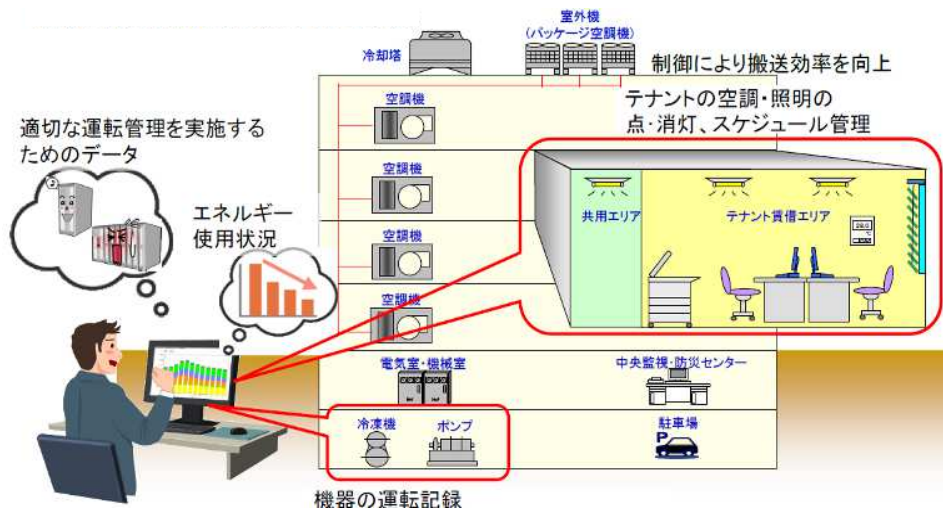 室外機
(パッケージ空調機)
冷却塔
制御により搬送効率を向上
テナントの空調・照明の
点・消灯、スケジュール管理
空調機
適切な運転管理を実施する
ためのデータ
空調機
エネルギー
使用状況
共用エリア
テナント賃借エリア
28.0
℃
空調機
空調機
電気室・機械室
中央監視・防災センター
冷凍機
ポンプ
駐車場
P
機器の運転記録